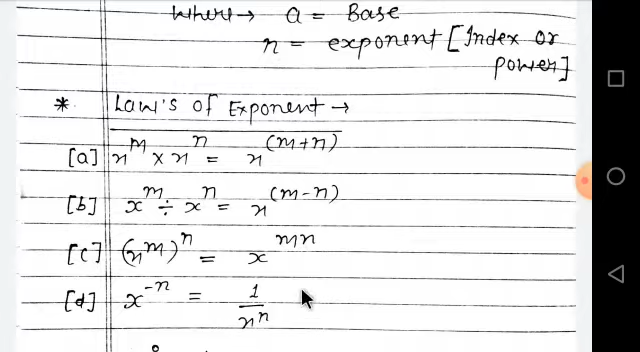 where→ a = Base
n = exponent [Index or
power]
* Law's of Exponent →
[a] x^m × x^n = x^(m+n)
[b] x^m ÷ x^n = x^(m-n)
[c] (x^m)^n = x^mn
[d] x^-n = 1/x^n